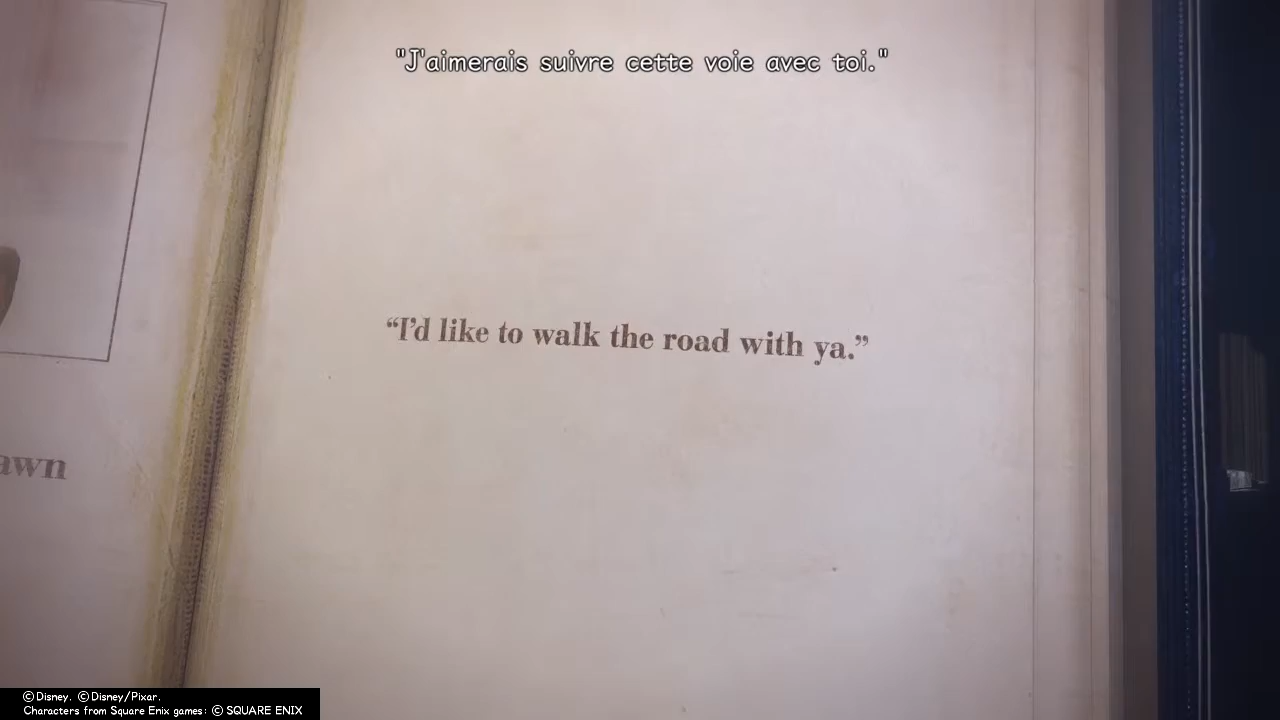 "J'aimerais suivre cette voie avec toi."
“I’d like to walk the road with ya.”
awn
©Disney. ©Disney/Pixar.
Characters from Square Enix games: © SQUARE ENIX